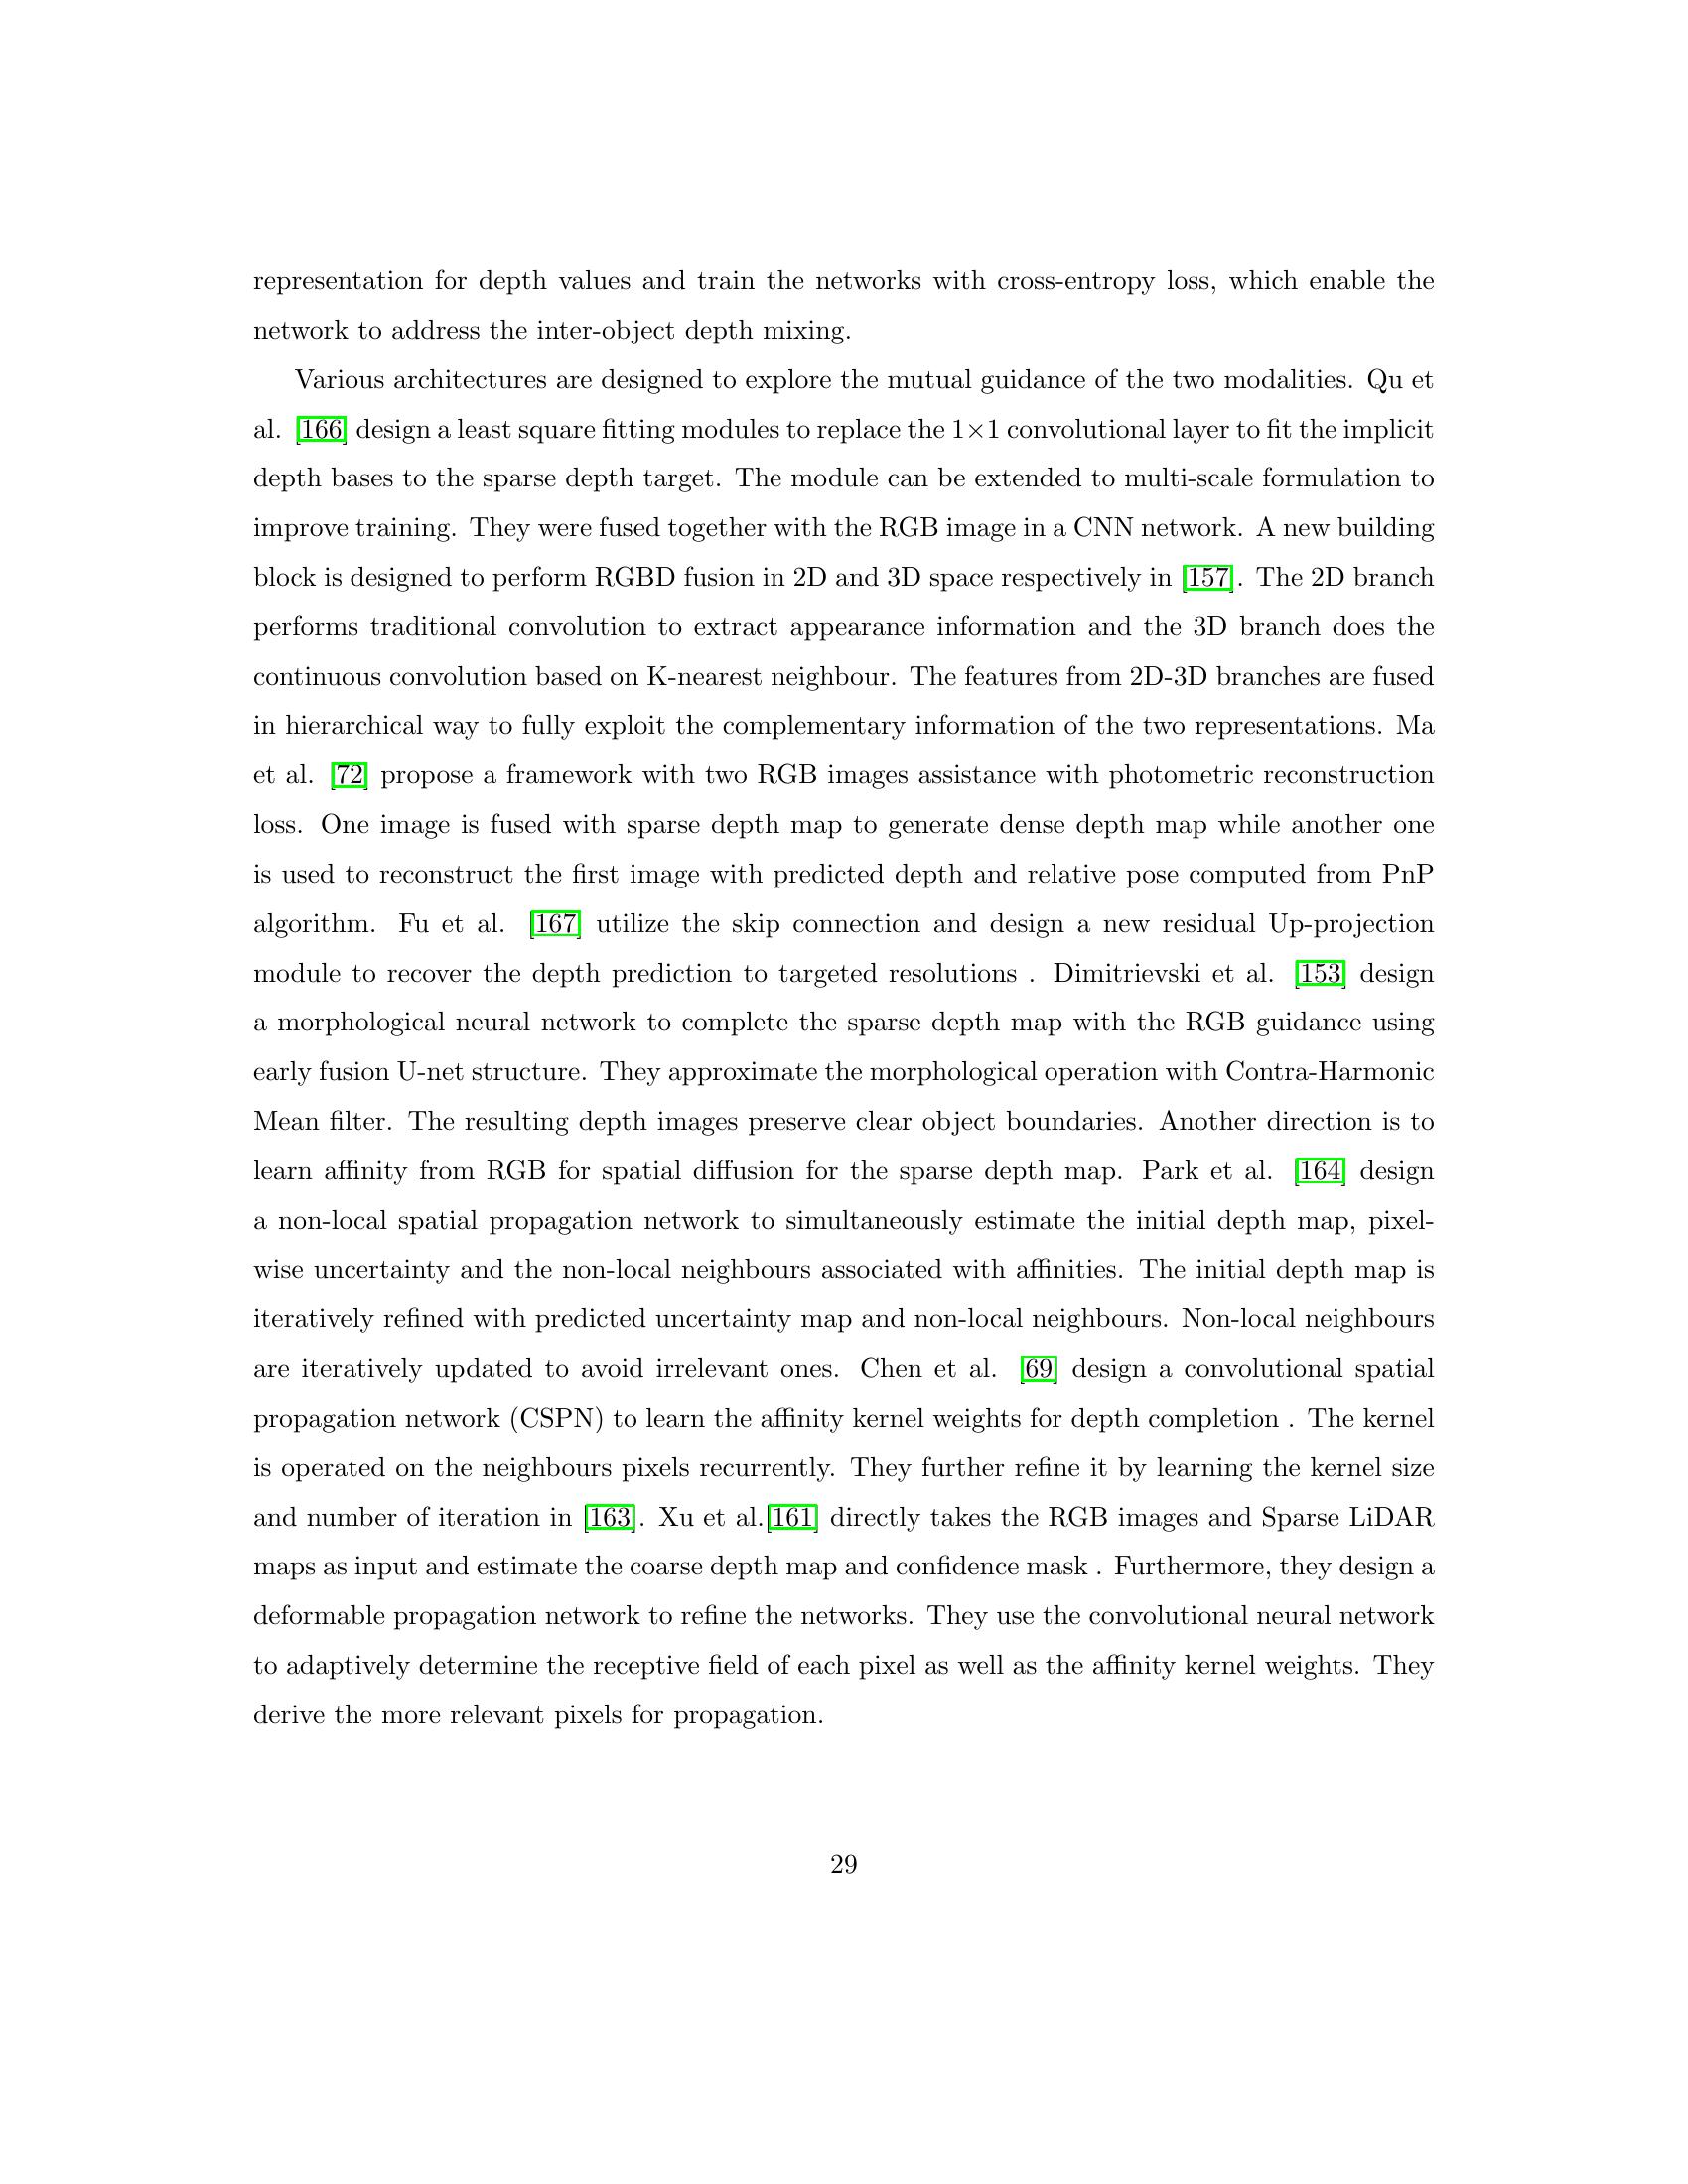 representation for depth values and train the networks with cross-entropy loss, which enable the
network to address the inter-object depth mixing.
Various architectures are designed to explore the mutual guidance of the two modalities. Qu et
al. [166] design a least square fitting modules to replace the 1×1 convolutional layer to fit the implicit
depth bases to the sparse depth target. The module can be extended to multi-scale formulation to
improve training. They were fused together with the RGB image in a CNN network. A new building
block is designed to perform RGBD fusion in 2D and 3D space respectively in [157]. The 2D branch
performs traditional convolution to extract appearance information and the 3D branch does the
continuous convolution based on K-nearest neighbour. The features from 2D-3D branches are fused
in hierarchical way to fully exploit the complementary information of the two representations. Ma
et al. [72] propose a framework with two RGB images assistance with photometric reconstruction
loss. One image is fused with sparse depth map to generate dense depth map while another one
is used to reconstruct the first image with predicted depth and relative pose computed from PnP
algorithm. Fu et al. [167] utilize the skip connection and design a new residual Up-projection
module to recover the depth prediction to targeted resolutions . Dimitrievski et al. [153] design
a morphological neural network to complete the sparse depth map with the RGB guidance using
early fusion U-net structure. They approximate the morphological operation with Contra-Harmonic
Mean filter. The resulting depth images preserve clear object boundaries. Another direction is to
learn affinity from RGB for spatial diffusion for the sparse depth map. Park et al. [164] design
a non-local spatial propagation network to simultaneously estimate the initial depth map, pixel-
wise uncertainty and the non-local neighbours associated with affinities. The initial depth map is
iteratively refined with predicted uncertainty map and non-local neighbours. Non-local neighbours
are iteratively updated to avoid irrelevant ones. Chen et al. [69] design a convolutional spatial
propagation network (CSPN) to learn the affinity kernel weights for depth completion . The kernel
is operated on the neighbours pixels recurrently. They further refine it by learning the kernel size
and number of iteration in [163]. Xu et al.[161] directly takes the RGB images and Sparse LiDAR
maps as input and estimate the coarse depth map and confidence mask . Furthermore, they design a
deformable propagation network to refine the networks. They use the convolutional neural network
to adaptively determine the receptive field of each pixel as well as the affinity kernel weights. They
derive the more relevant pixels for propagation.
29